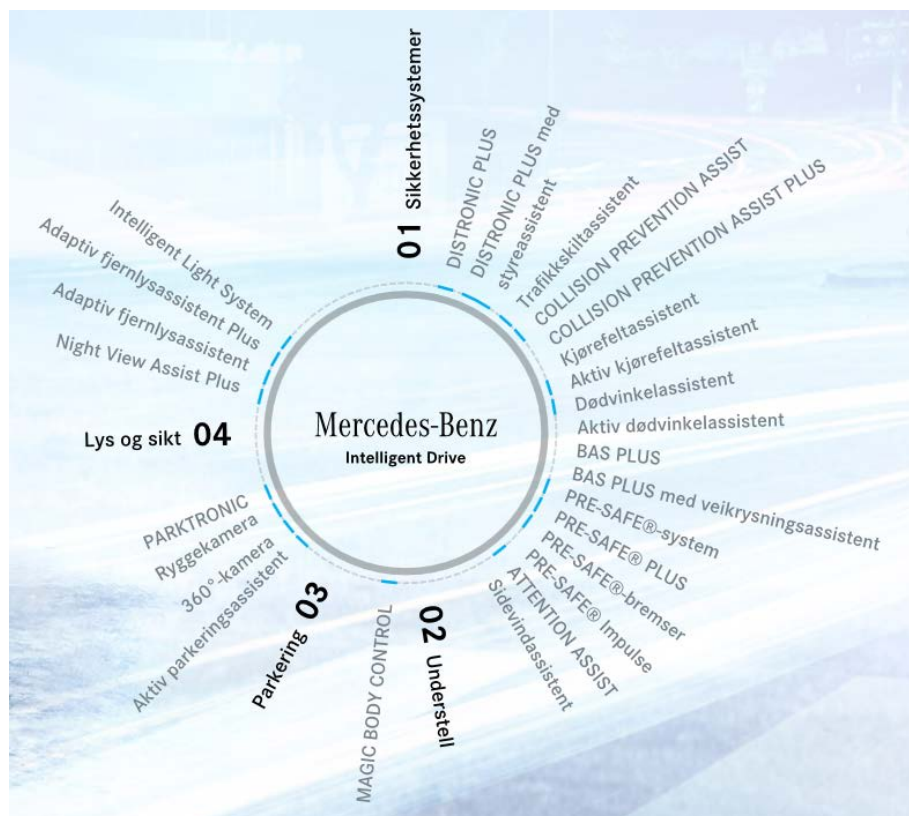 01 Sikkerhetssystemer
DISTRONIC PLUS
DISTRONIC PLUS med
styreassistent
Trafikkskiltassistent
COLLISION PREVENTION ASSIST
COLLISION PREVENTION ASSIST PLUS
Kjørefeltassistent
Aktiv kjørefeltassistent
Dødvinkelassistent
Aktiv dødvinkelassistent
BAS PLUS
BAS PLUS med veikrysningsassistent
PRE-SAFE®-system
PRE-SAFE® PLUS
PRE-SAFE®-bremser
PRE-SAFE® Impulse
ATTENTION ASSIST
Sidevindassistent
02 Understell
MAGIC BODY CONTROL
Parkering 03
Aktiv parkeringsassistent
360°-kamera
Ryggekamera
PARKTRONIC
Lys og sikt 04
Night View Assist Plus
Adaptiv fjernlysassistent
Adaptiv fjernlysassistent Plus
Intelligent Light System
Mercedes-Benz
Intelligent Drive